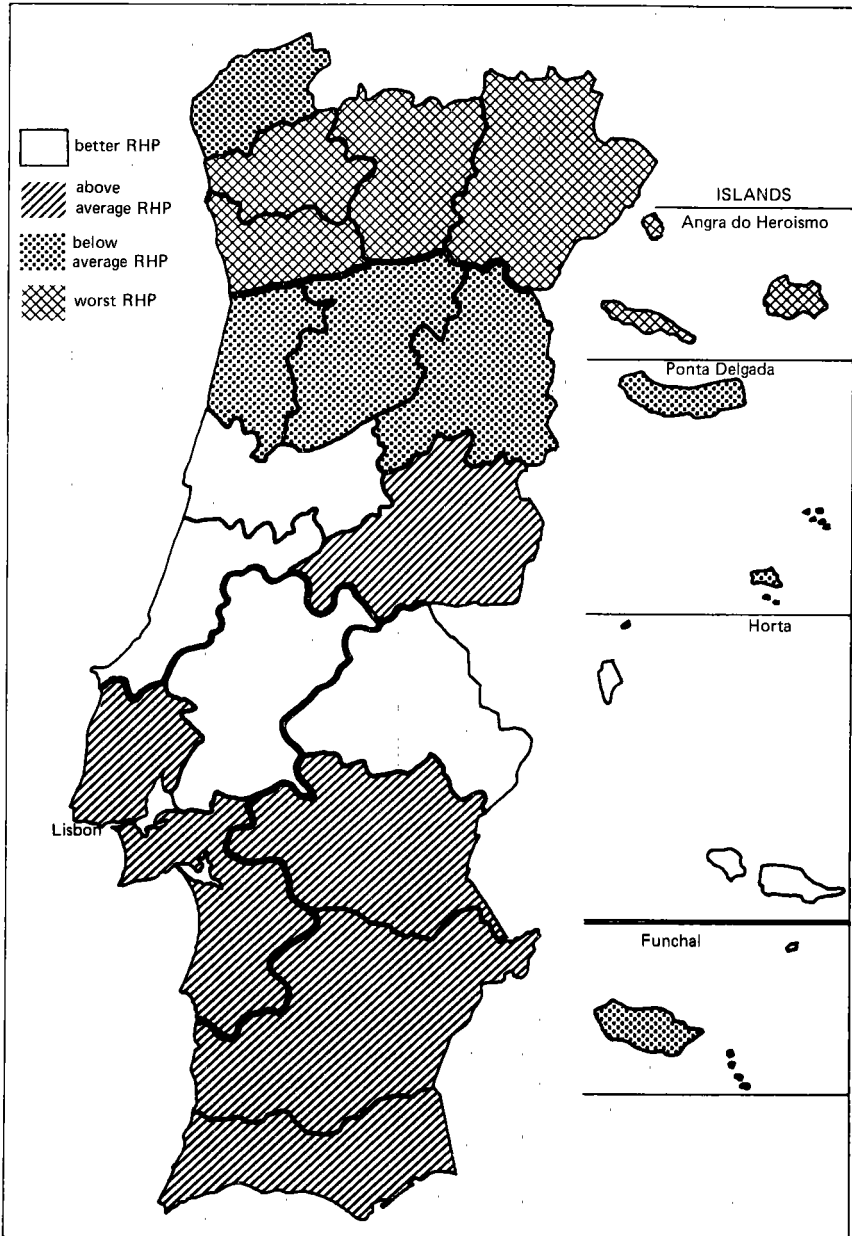 better RHP
above
average RHP
below
average RHP
worst RHP
ISLANDS
Angra do Heroismo
Ponta Delgada
Horta
Lisbon
Funchal